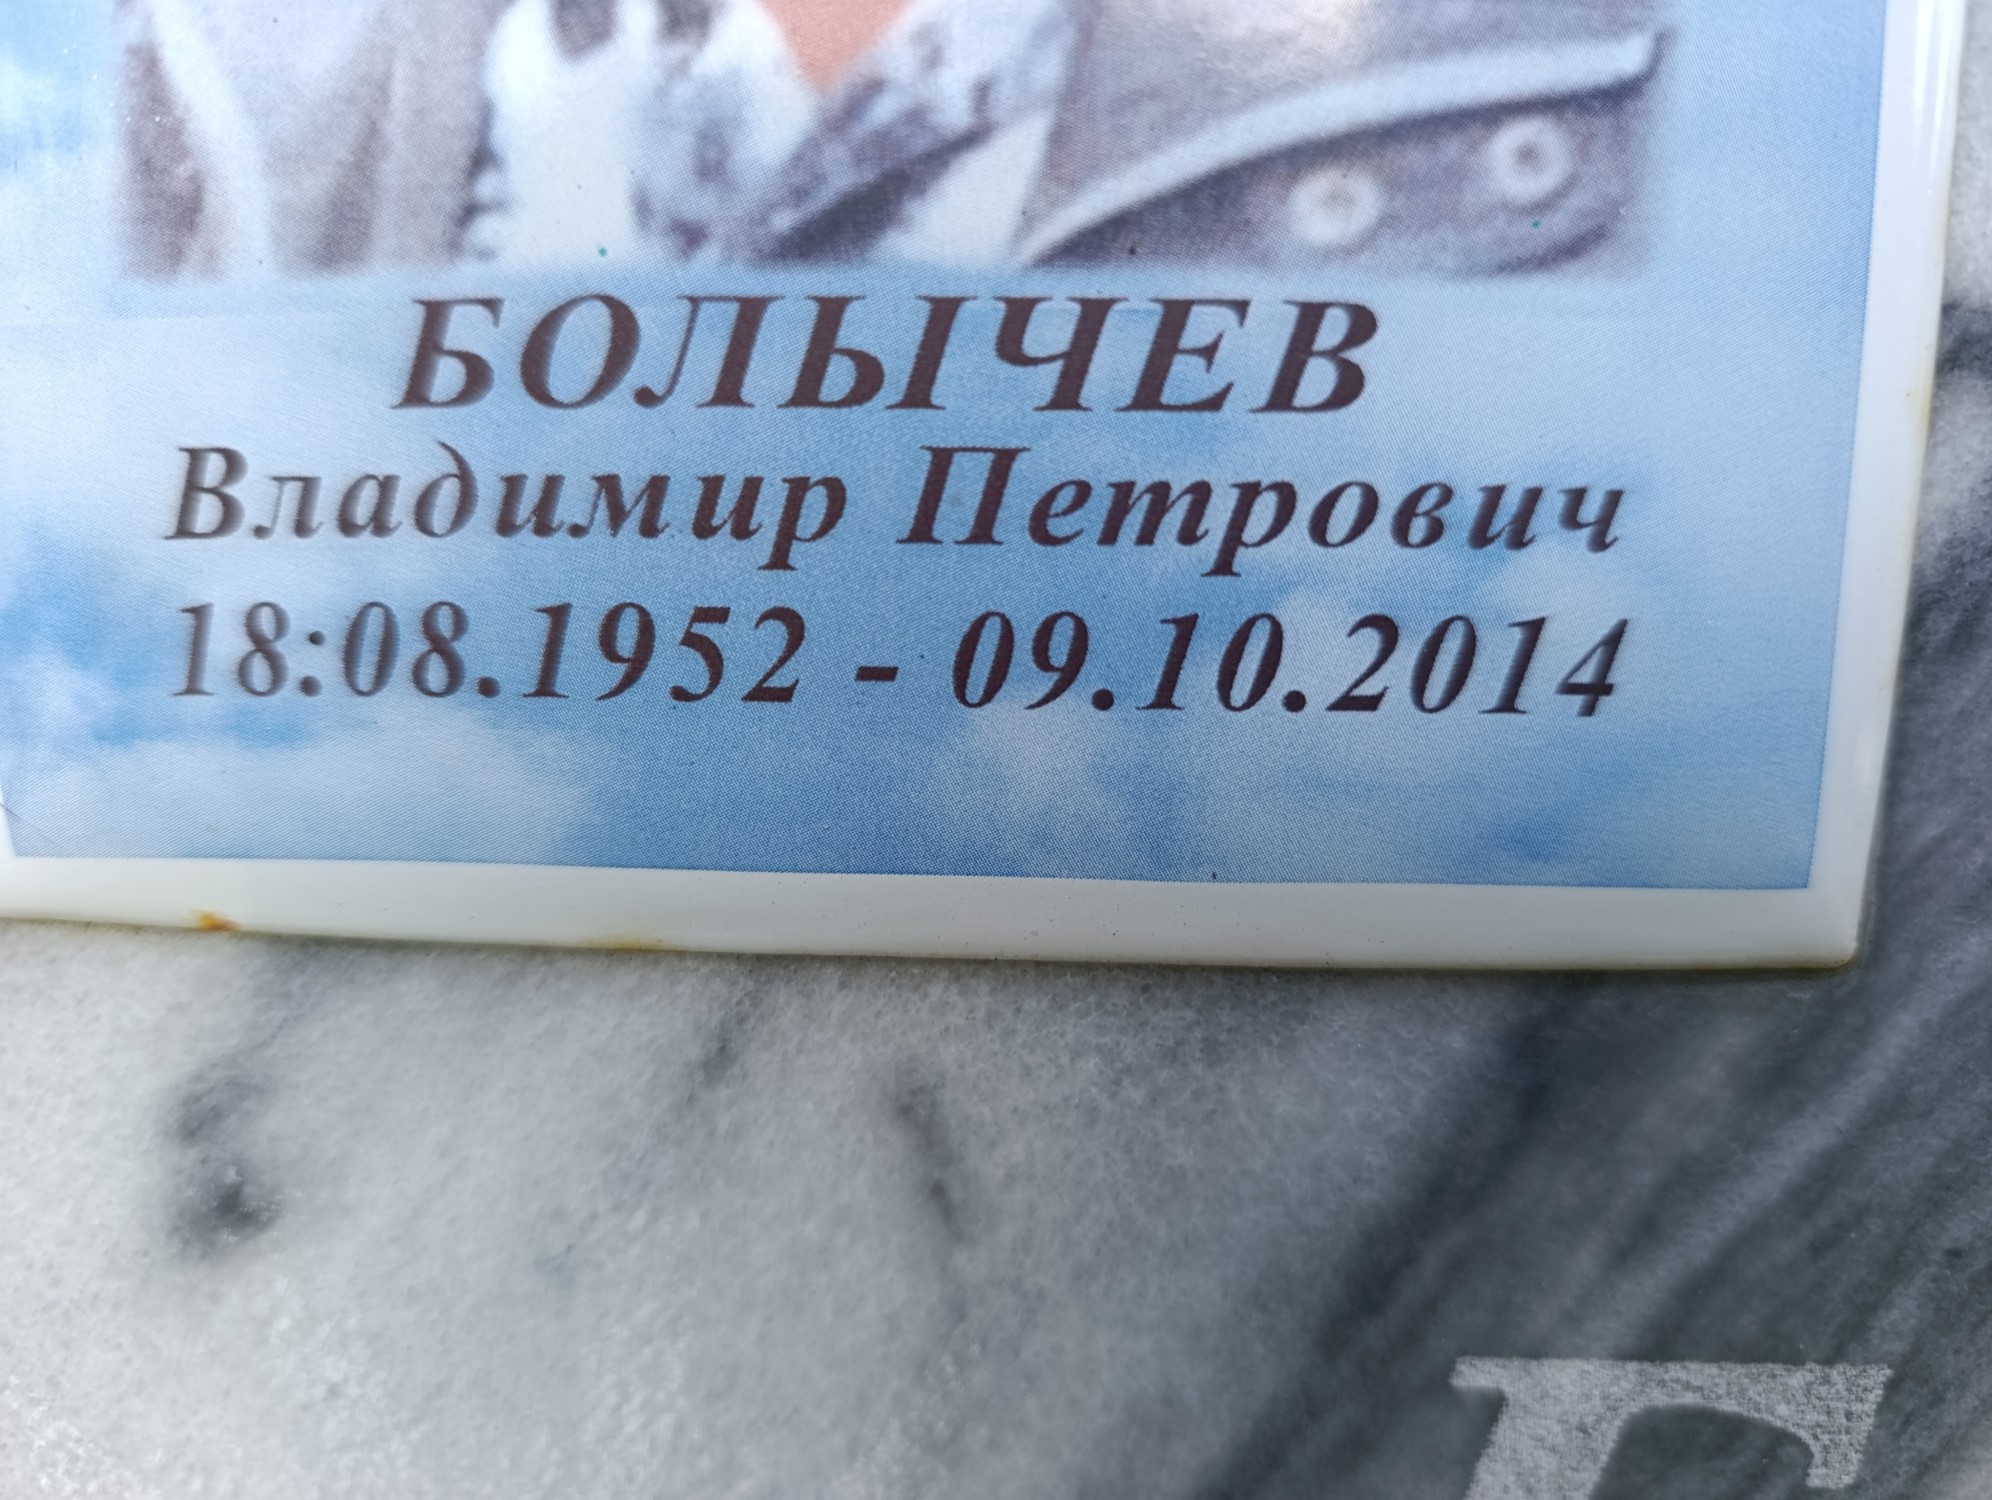 БОЛЫЧЕВ
Владимир Петрович
18:08.1952 - 09.10.2014